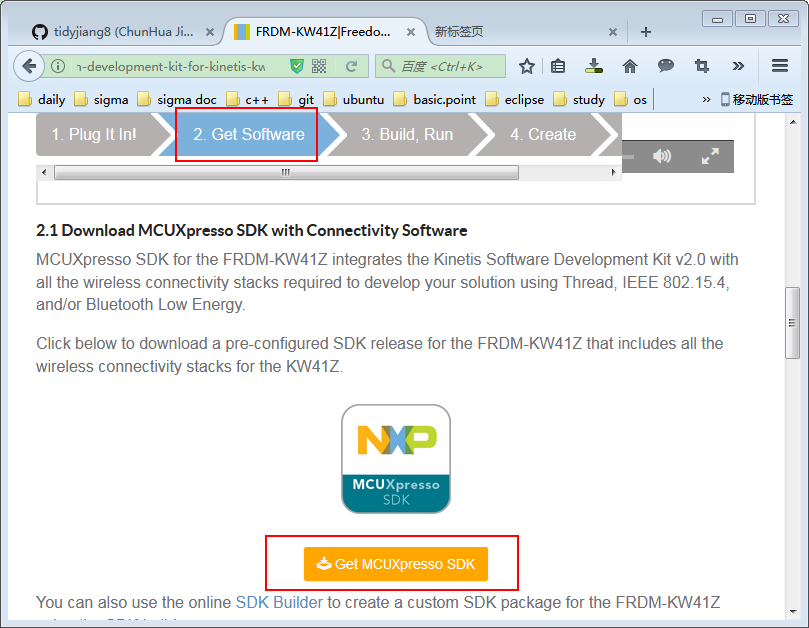 tidyjiang8 (ChunHua Ji...
FRDM-KW41Z|Freedo...
新标签页
n-development-kit-for-kinetis-kw
百度 <Ctrl+K>
daily sigma sigma doc c++ git ubuntu basic.point eclipse study os » 移动版书签
1. Plug It In! 2. Get Software 3. Build, Run 4. Create
2.1 Download MCUXpresso SDK with Connectivity Software
MCUXpresso SDK for the FRDM-KW41Z integrates the Kinetis Software Development Kit v2.0 with
all the wireless connectivity stacks required to develop your solution using Thread, IEEE 802.15.4,
and/or Bluetooth Low Energy.
Click below to download a pre-configured SDK release for the FRDM-KW41Z that includes all the
wireless connectivity stacks for the KW41Z.
NXP
MCUXpresso
SDK
Get MCUXpresso SDK
You can also use the online SDK Builder to create a custom SDK package for the FRDM-KW41Z